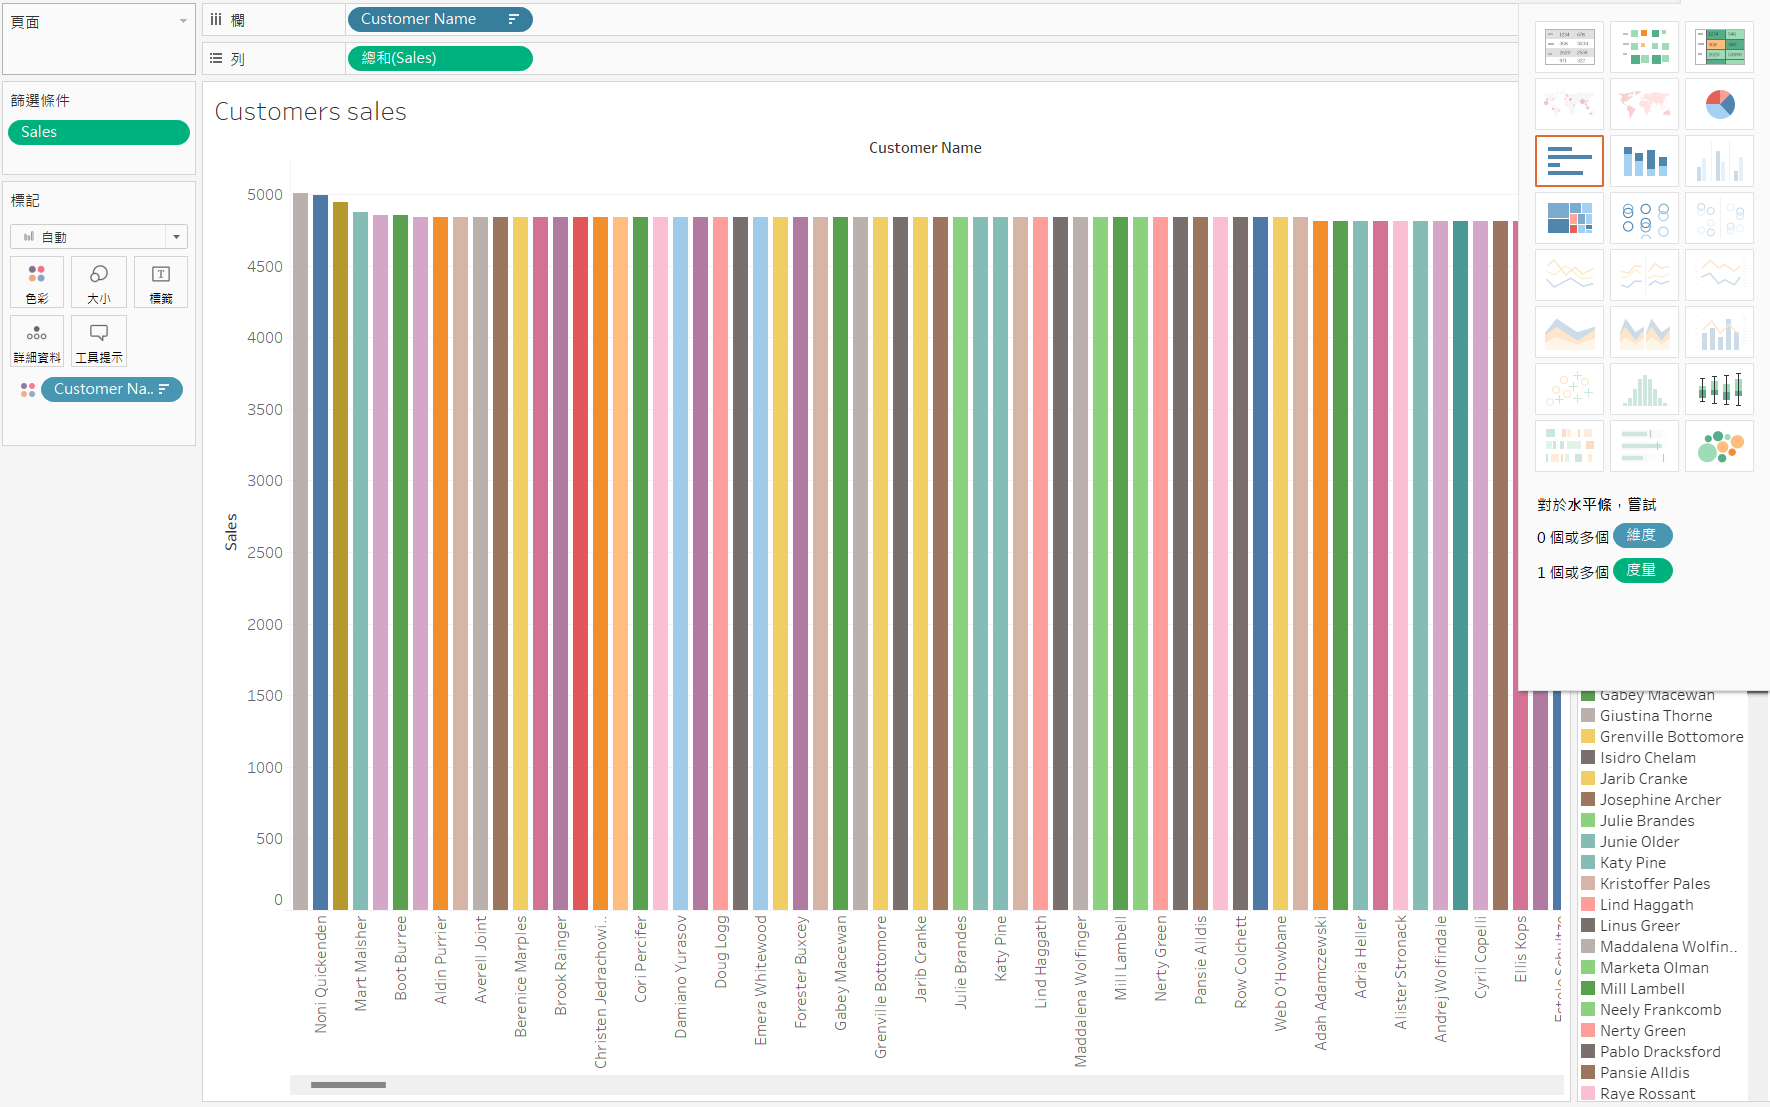 頁面
篩選條件
Sales
標記
自動
色彩
大小
標籤
詳細資料
工具提示
Customer Na..
欄
Customer Name
列
總和(Sales)
Customers sales
Customer Name
Sales
5000
4500
4000
3500
3000
2500
2000
1500
1000
500
0
Noni Quickenden
Mart Malsher
Boot Burree
Aldin Purrier
Averell Joint
Berenice Marples
Brook Rainger
Christen Jedrachowi..
Cori Percifer
Damiano Yurasov
Doug Logg
Emera Whitewood
Forester Buxcey
Gabey Macewan
Grenville Bottomore
Jarib Cranke
Julie Brandes
Katy Pine
Lind Haggath
Maddalena Wolfinger
Mill Lambell
Nerty Green
Pansie Alldis
Row Colchett
Web O'Howbane
Adah Adamczewski
Adria Heller
Alister Stronack
Andrej Wolfindale
Cyril Copelli
Ellis Kops
對於水平條，嘗試
0 個或多個 維度
1 個或多個 度量
Gabey Macewan
Giustina Thorne
Grenville Bottomore
Isidro Chelam
Jarib Cranke
Josephine Archer
Julie Brandes
Junie Older
Katy Pine
Kristoffer Pales
Lind Haggath
Linus Greer
Maddalena Wolfin..
Marketa Olman
Mill Lambell
Neely Frankcomb
Nerty Green
Pablo Dracksford
Pansie Alldis
Raye Rossant